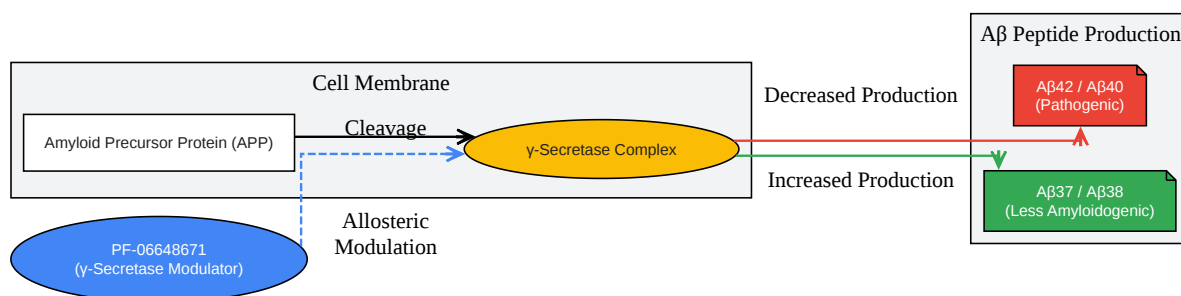 Aβ Peptide Production
Cell Membrane
Aβ42 / Aβ40
(Pathogenic)
Decreased Production
Amyloid Precursor Protein (APP)
Cleavage
γ-Secretase Complex
Increased Production
Aβ37 / Aβ38
(Less Amyloidogenic)
Allosteric
Modulation
PF-06648671
(γ-Secretase Modulator)